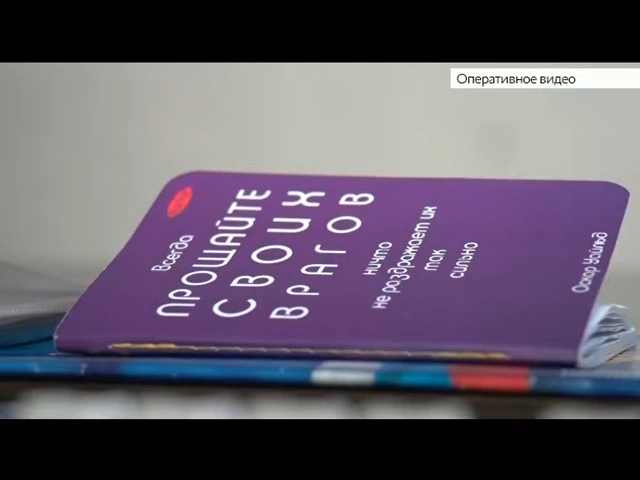 Оперативное видео
Всегда
ПРОЩАЙТЕ
СВОИХ
ВРАГОВ
ничто
не раздражает их
так
сильно
Оскар Уайльд